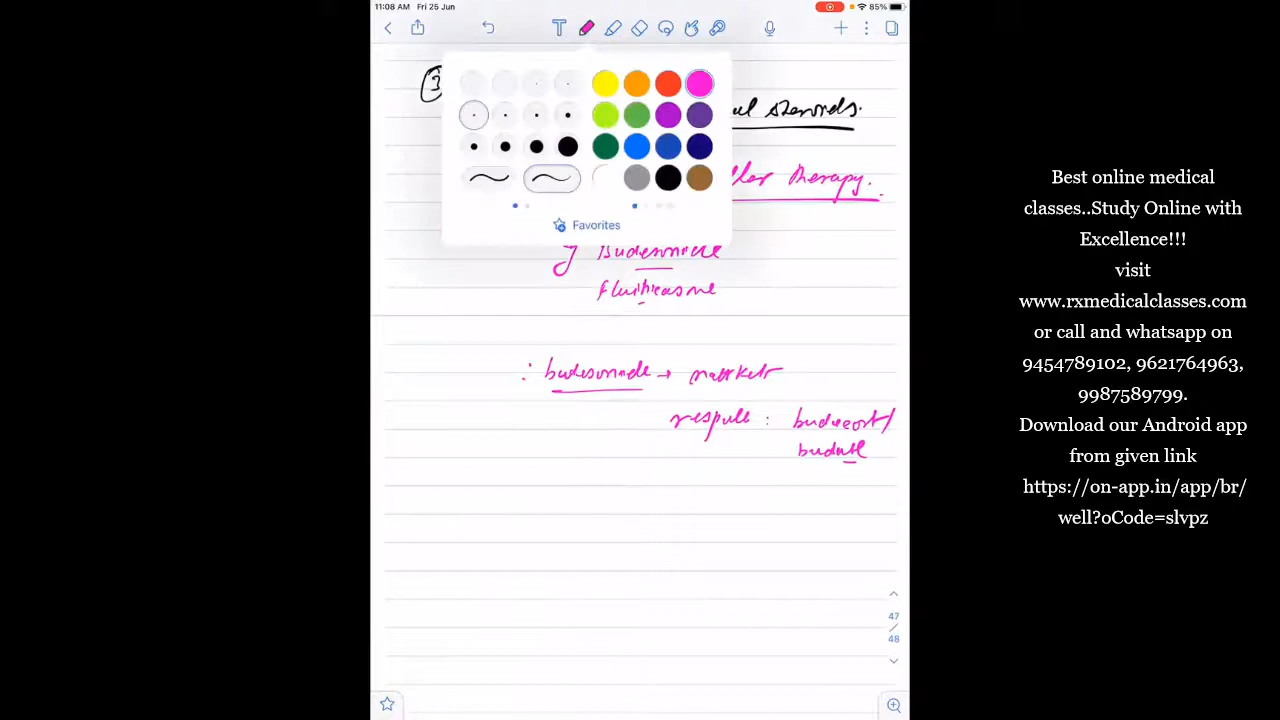 11:08 AM Fri 25 Jun
85%
T
3
steroids.
therapy.
Budesonide
Fluticasone
Favorites
∴ budesonide → market
respule : budecort/
budate
47
/
48
Best online medical
classes..Study Online with
Excellence!!!
visit
www.rxmedicalclasses.com
or call and whatsapp on
9454789102, 9621764963,
9987589799.
Download our Android app
from given link
https://on-app.in/app/br/
well?oCode=slvpz